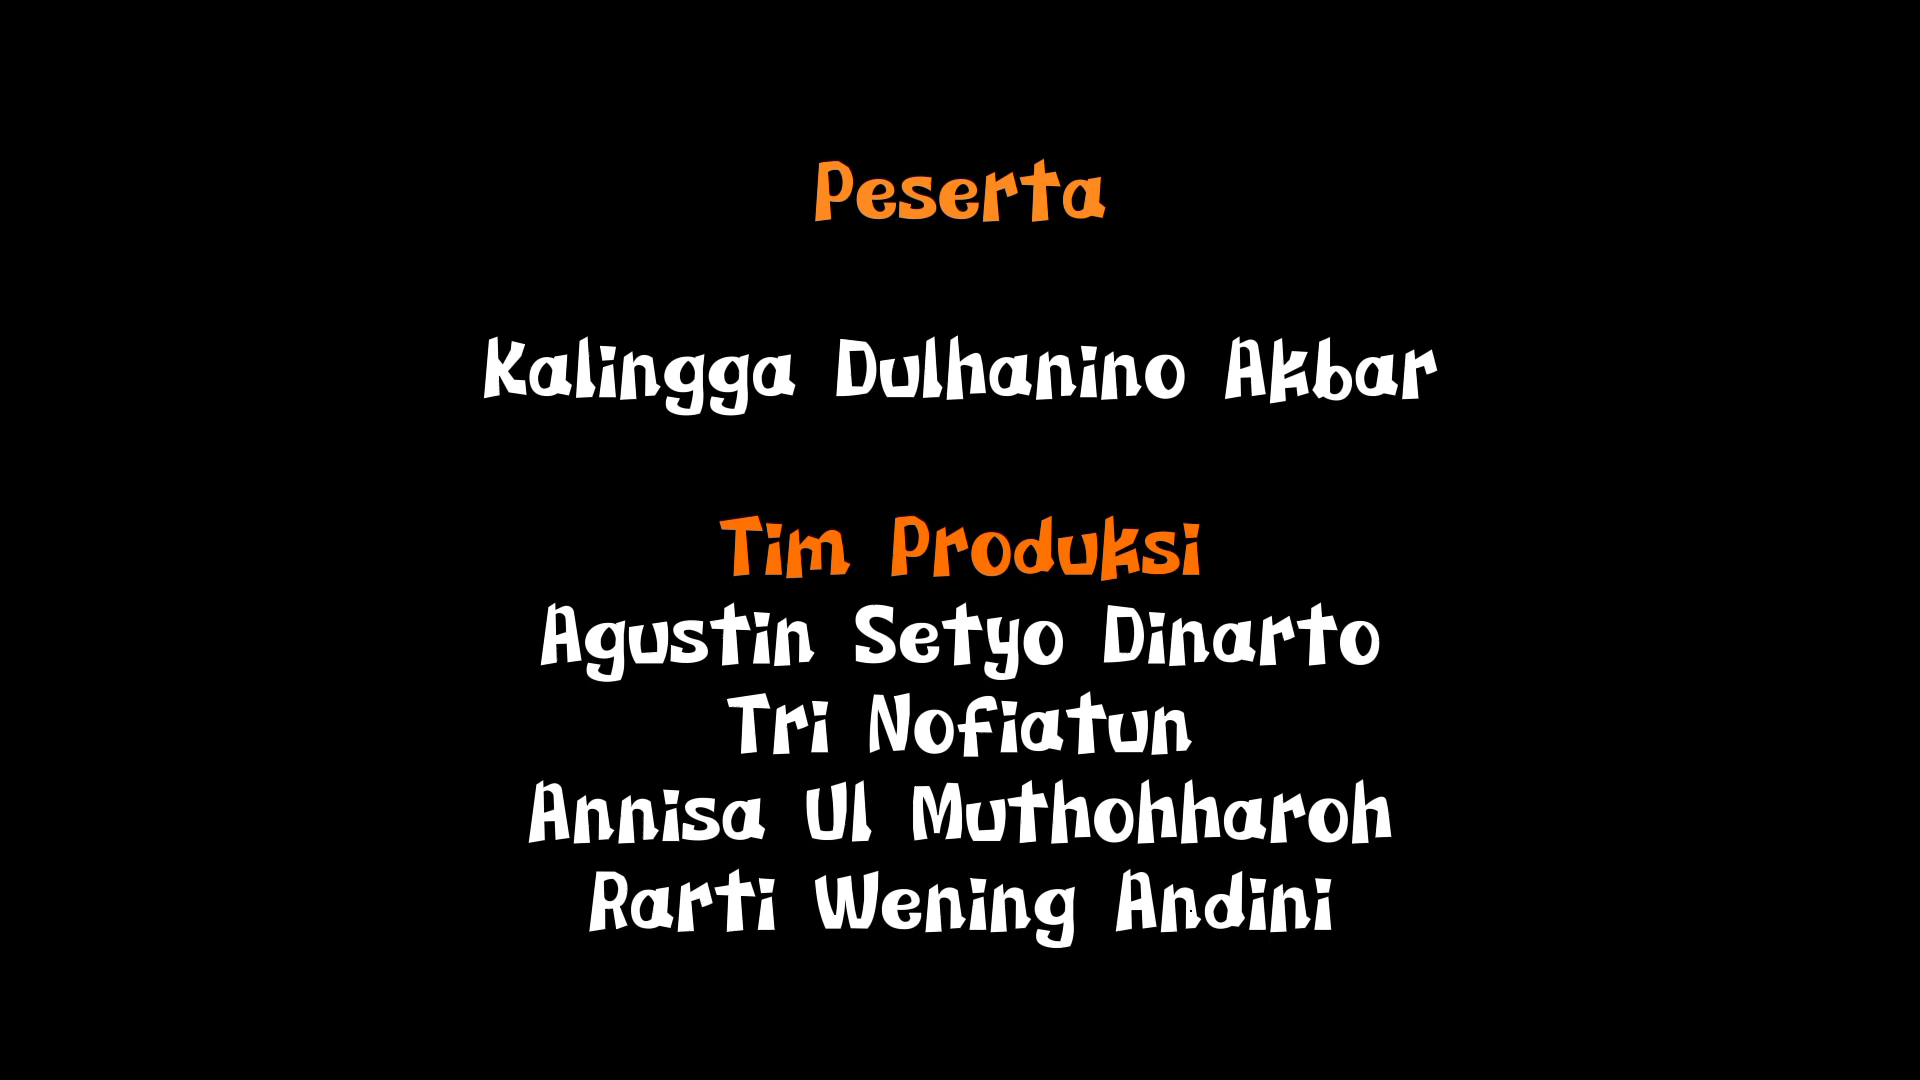 Peserta
Kalingga Dulhanino Akbar
Tim Produksi
Agustin Setyo Dinarto
Tri Nofiatun
Annisa Ul Muthohharoh
Rarti Wening Andini